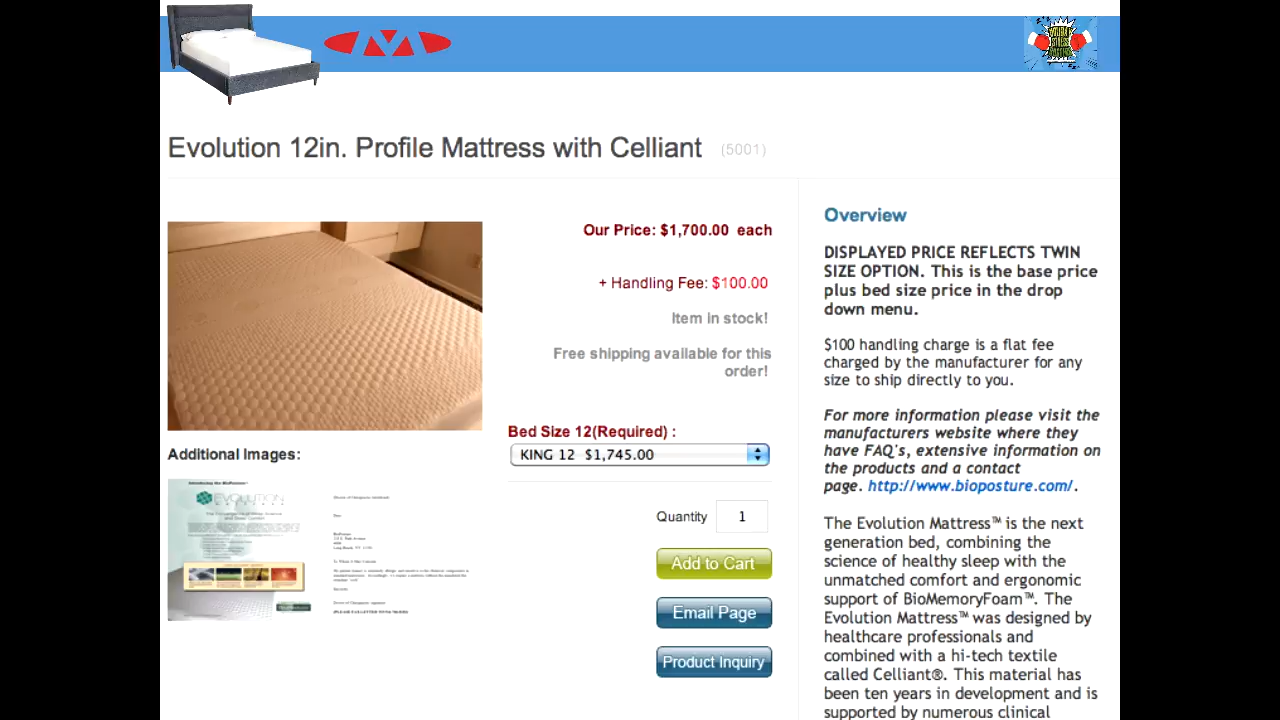 Evolution 12in. Profile Mattress with Celliant (5001)
Our Price: $1,700.00 each
+ Handling Fee: $100.00
Item in stock!
Free shipping available for this
order!
Bed Size 12(Required) :
KING 12 $1,745.00
Quantity 1
Add to Cart
Email Page
Product Inquiry
Additional Images:
EVOLUTION
Overview
DISPLAYED PRICE REFLECTS TWIN
SIZE OPTION. This is the base price
plus bed size price in the drop
down menu.
$100 handling charge is a flat fee
charged by the manufacturer for any
size to ship directly to you.
For more information please visit the
manufacturers website where they
have FAQ's, extensive information on
the products and a contact
page. http://www.bioposture.com/.
The Evolution Mattress™ is the next
generation bed, combining the
science of healthy sleep with the
unmatched comfort and ergonomic
support of BioMemoryFoam™. The
Evolution Mattress™ was designed by
healthcare professionals and
combined with a hi-tech textile
called Celliant®. This material has
been ten years in development and is
supported by numerous clinical